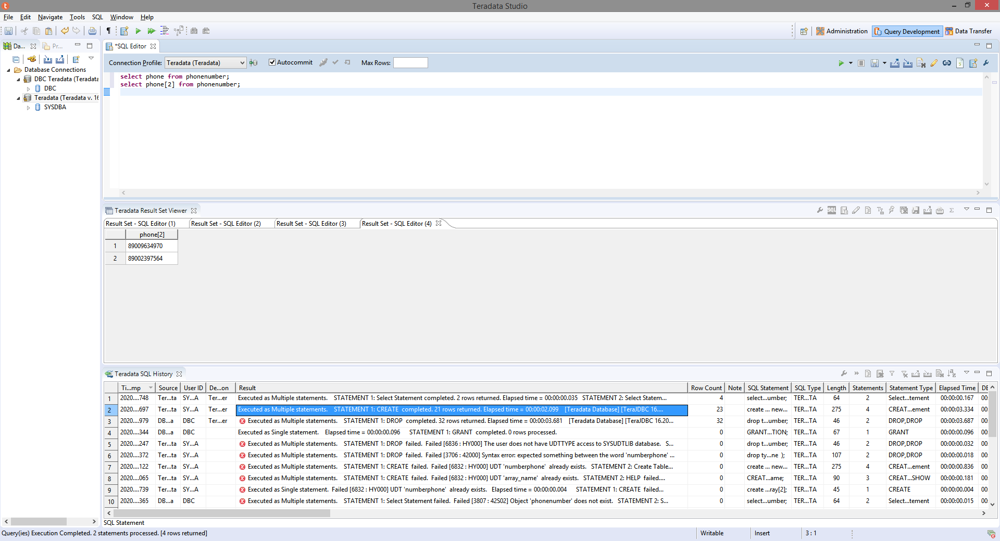 Teradata Studio
File Edit Navigate Tools SQL Window Help
Administration Query Development Data Transfer
Da... Pr...
*SQL Editor
Database Connections
DBC Teradata (Teradata
DBC
Teradata (Teradata v. 16
SYSDBA
Connection Profile: Teradata (Teradata) Autocommit Max Rows:
select phone from phonenumber;
select phone[2] from phonenumber;
Teradata Result Set Viewer
Result Set - SQL Editor (1) Result Set - SQL Editor (2) Result Set - SQL Editor (3) Result Set - SQL Editor (4)
phone[2]
1 89009634970
2 89002397564
Teradata SQL History
Ti...mp Source User ID De...on Result Row Count Note SQL Statement SQL Type Length Statements Statement Type Elapsed Time DE
1 2020....748 Ter...ta SY...A Ter...er Executed as Multiple statements. STATEMENT 1: Select Statement completed. 2 rows returned. Elapsed time = 00:00:00.035 STATEMENT 2: Select Statem... 4 select...umber; TER...TA 64 2 Select...tement 00:00:00.167 00:
2 2020....697 Ter...ta SY...A Ter...er Executed as Multiple statements. STATEMENT 1: CREATE completed. 21 rows returned. Elapsed time = 00:00:02.099 [Teradata Database] [TeraJDBC 16.... 23 create ... new... TER...TA 275 4 CREAT...ement 00:00:03.334 00:
3 2020....979 DB...a DBC Ter...er Executed as Multiple statements. STATEMENT 1: DROP completed. 32 rows returned. Elapsed time = 00:00:03.681 [Teradata Database] [TeraJDBC 16.20... 32 drop t...umber; TER...TA 46 2 DROP,DROP 00:00:03.687 00:
4 2020....344 DB...a DBC Executed as Single statement. Elapsed time = 00:00:00.096 STATEMENT 1: GRANT completed. 0 rows processed. 0 GRANT...TION; TER...TA 67 1 GRANT 00:00:00.096 00:
5 2020....247 Ter...ta SY...A Executed as Multiple statements. STATEMENT 1: DROP failed. Failed [6836 : HY000] The user does not have UDTTYPE access to SYSUDTLIB database. S... 0 drop t...umber; TER...TA 46 2 DROP,DROP 00:00:00.032 00:
6 2020....372 Ter...ta SY...A Executed as Multiple statements. STATEMENT 1: DROP failed. Failed [3706 : 42000] Syntax error: expected something between the word 'numberphone' ... 0 drop ty...ne ); TER...TA 107 2 DROP,DROP 00:00:00.018 00:
7 2020....122 Ter...ta SY...A Executed as Multiple statements. STATEMENT 1: CREATE failed. Failed [6832 : HY000] UDT 'numberphone' already exists. STATEMENT 2: Create Table... 0 create ... new... TER...TA 275 4 CREAT...ement 00:00:00.836 00:
8 2020....065 Ter...ta SY...A Executed as Multiple statements. STATEMENT 1: CREATE failed. Failed [6832 : HY000] UDT 'array_name' already exists. STATEMENT 2: HELP failed.... 0 CREAT...ame; TER...TA 90 3 CREAT...SHOW 00:00:00.181 00:
9 2020....739 Ter...ta SY...A Executed as Single statement. Failed [6832 : HY000] UDT 'numberphone' already exists. Elapsed time = 00:00:00.004 STATEMENT 1: CREATE failed... 0 create ...ray[2]; TER...TA 45 1 CREATE 00:00:00.004 00:
10 2020....365 DB...a DBC Executed as Multiple statements. STATEMENT 1: Select Statement failed. Failed [3807 : 42S02] Object 'phonenumber' does not exist. STATEMENT 2: S... 0 select...umber; TER...TA 64 2 Select...tement 00:00:00.015 00:
SQL Statement
Query(ies) Execution Completed. 2 statements processed. [4 rows returned] Writable Insert 3 : 1